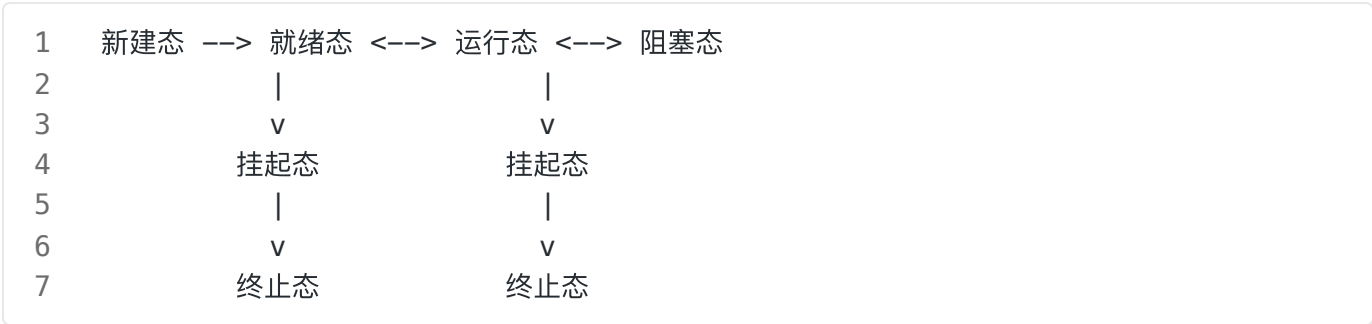 1 新建态 --> 就绪态 <--> 运行态 <--> 阻塞态
2 | |
3 v v
4 挂起态 挂起态
5 | |
6 v v
7 终止态 终止态